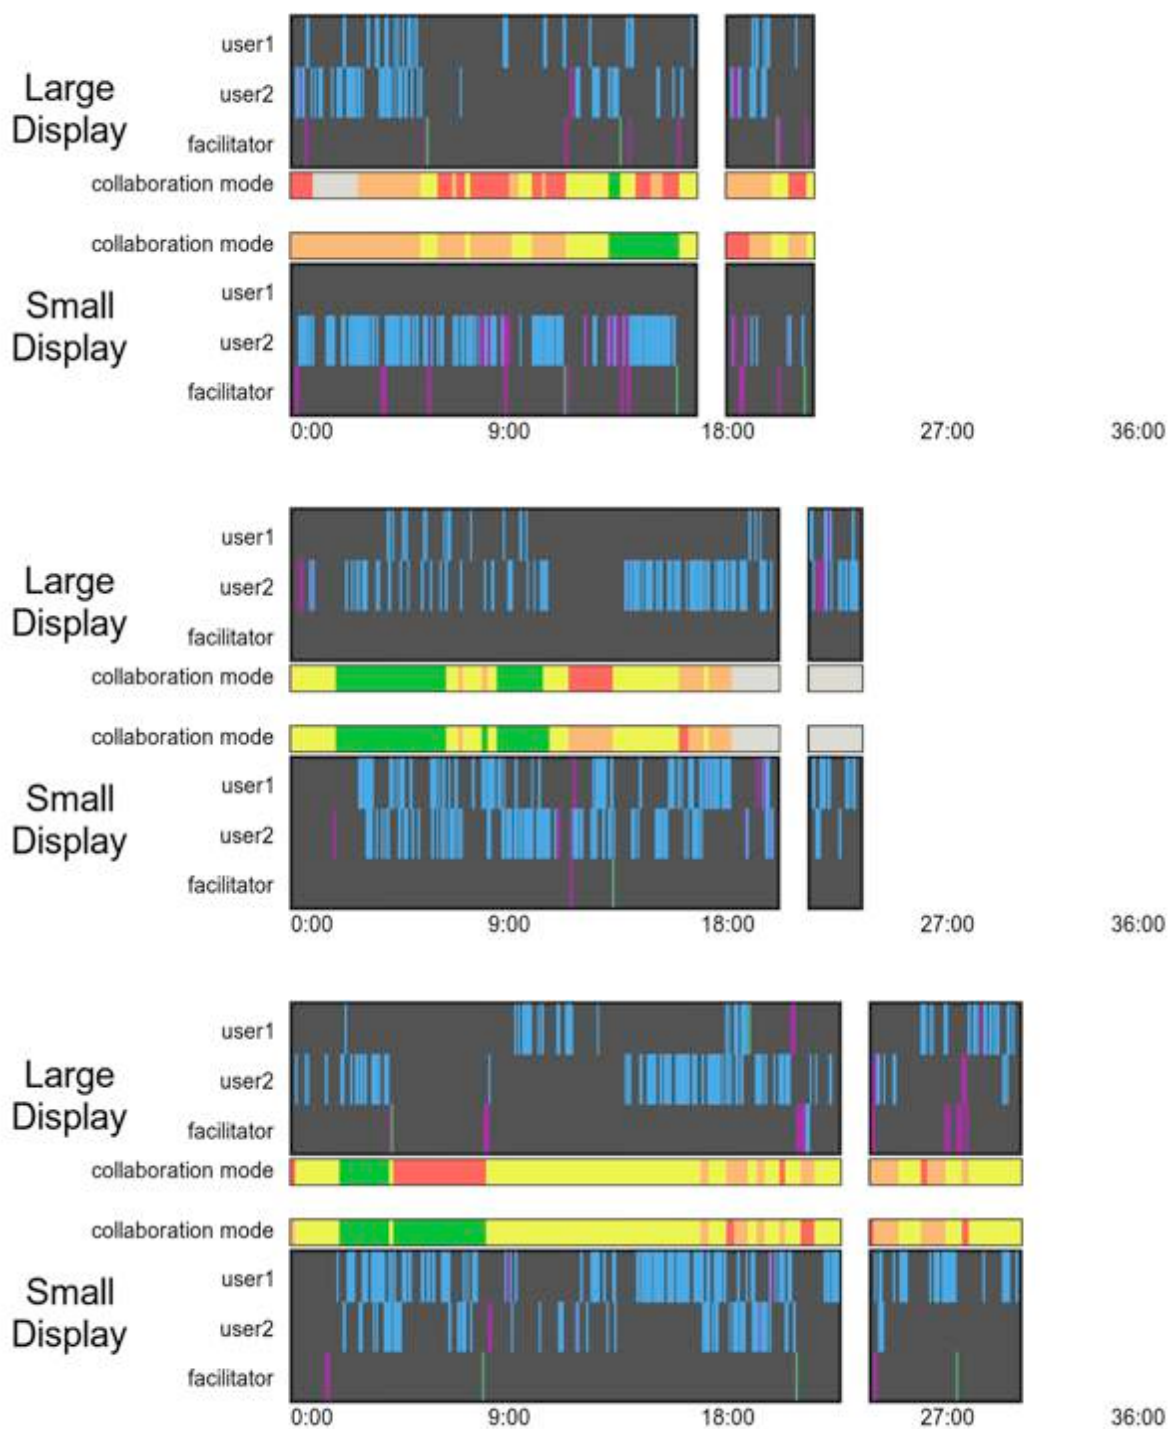 user1
Large
Display
user2
facilitator
collaboration mode
collaboration mode
user1
Small
Display
user2
facilitator
0:00 9:00 18:00 27:00 36:00
user1
Large
Display
user2
facilitator
collaboration mode
collaboration mode
user1
Small
Display
user2
facilitator
0:00 9:00 18:00 27:00 36:00
user1
Large
Display
user2
facilitator
collaboration mode
collaboration mode
user1
Small
Display
user2
facilitator
0:00 9:00 18:00 27:00 36:00